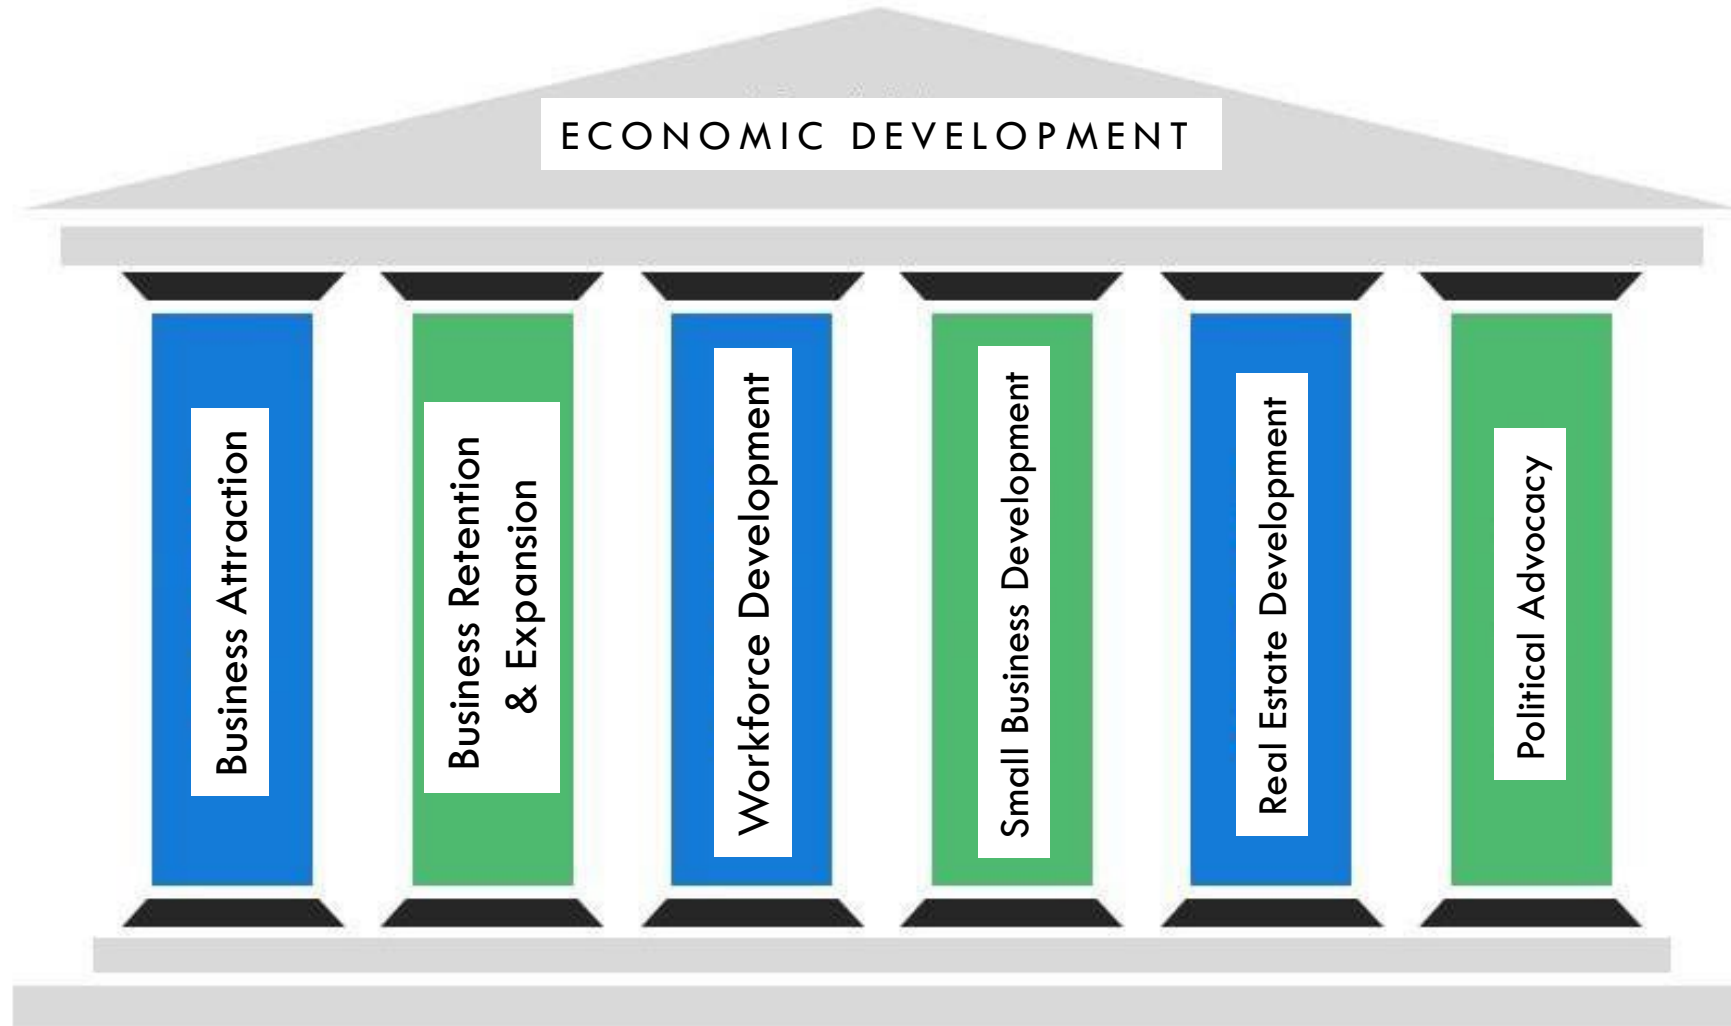 ECONOMIC DEVELOPMENT
Business Attraction
Business Retention
& Expansion
Workforce Development
Small Business Development
Real Estate Development
Political Advocacy